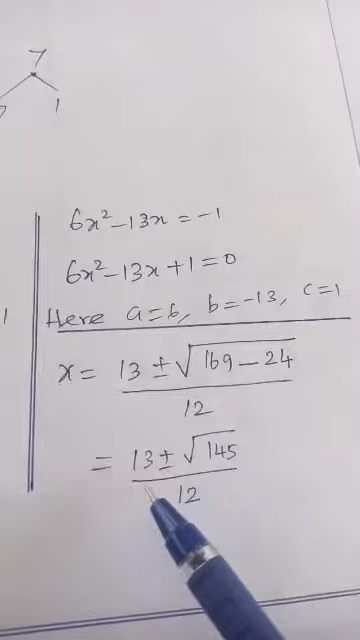 7
1
6x² - 13x = -1
6x² - 13x + 1 = 0
1
Here a = 6, b = -13, c = 1
x = 13 ± √169 - 24 / 12
= 13 ± √145 / 12